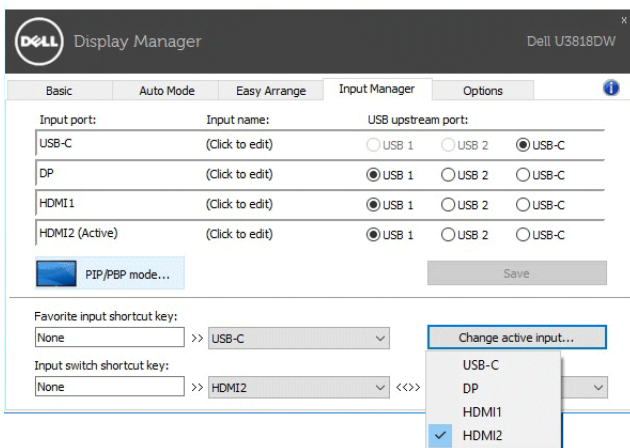 DELL Display Manager Dell U3818DW
x
Basic Auto Mode Easy Arrange Input Manager Options i
Input port: Input name: USB upstream port:
USB-C (Click to edit) USB 1 USB 2 USB-C
DP (Click to edit) USB 1 USB 2 USB-C
HDMI1 (Click to edit) USB 1 USB 2 USB-C
HDMI2 (Active) (Click to edit) USB 1 USB 2 USB-C
PIP/PBP mode... Save
Favorite input shortcut key:
None >> USB-C Change active input...
Input switch shortcut key:
None >> HDMI2 <<>>
USB-C
DP
HDMI1
HDMI2